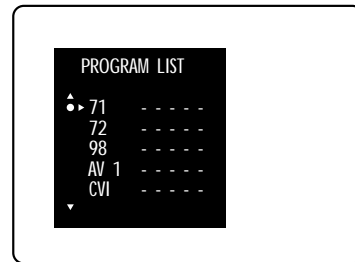 PROGRAM LIST
71 - - - - -
72 - - - - -
98 - - - - -
AV 1 - - - - -
CVI - - - - -